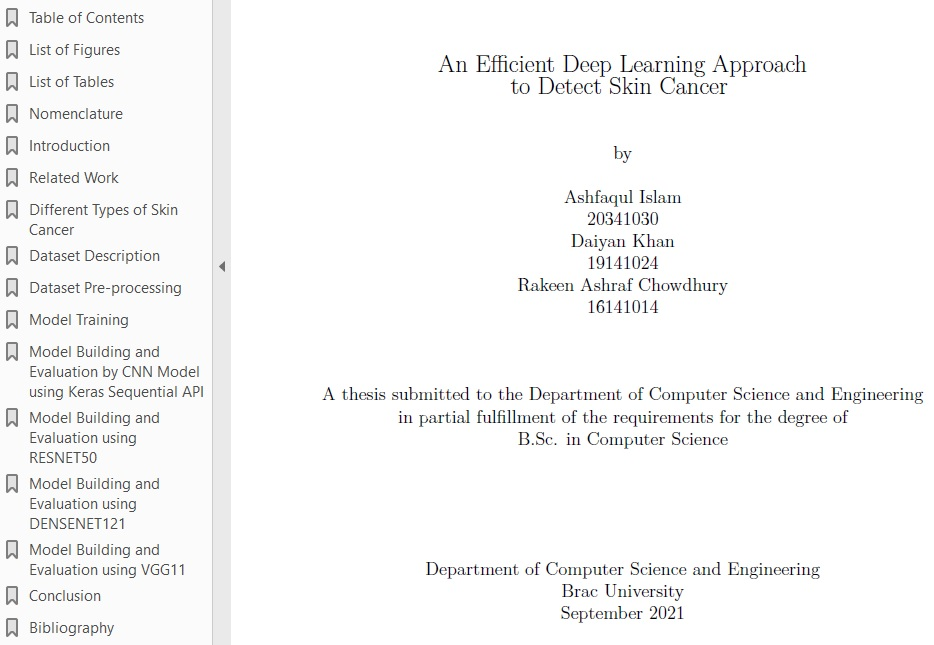 Table of Contents
List of Figures
List of Tables
Nomenclature
Introduction
Related Work
Different Types of Skin
Cancer
Dataset Description
Dataset Pre-processing
Model Training
Model Building and
Evaluation by CNN Model
using Keras Sequential API
Model Building and
Evaluation using
RESNET50
Model Building and
Evaluation using
DENSENET121
Model Building and
Evaluation using VGG11
Conclusion
Bibliography
An Efficient Deep Learning Approach
to Detect Skin Cancer
by
Ashfaqul Islam
20341030
Daiyan Khan
19141024
Rakeen Ashraf Chowdhury
16141014
A thesis submitted to the Department of Computer Science and Engineering
in partial fulfillment of the requirements for the degree of
B.Sc. in Computer Science
Department of Computer Science and Engineering
Brac University
September 2021